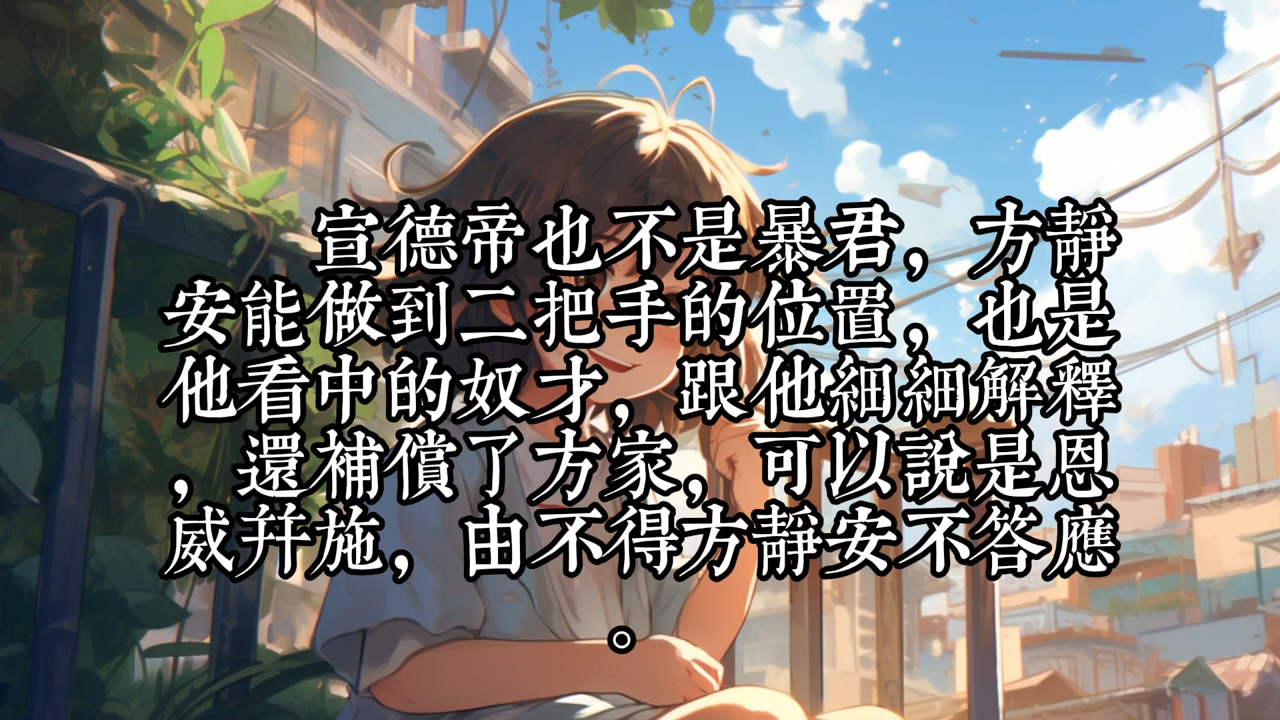 宣德帝也不是暴君，方靜
安能做到二把手的位置，也是
他看中的奴才，跟他細細解釋
，還補償了方家，可以說是恩
威幷施，由不得方靜安不答應
。